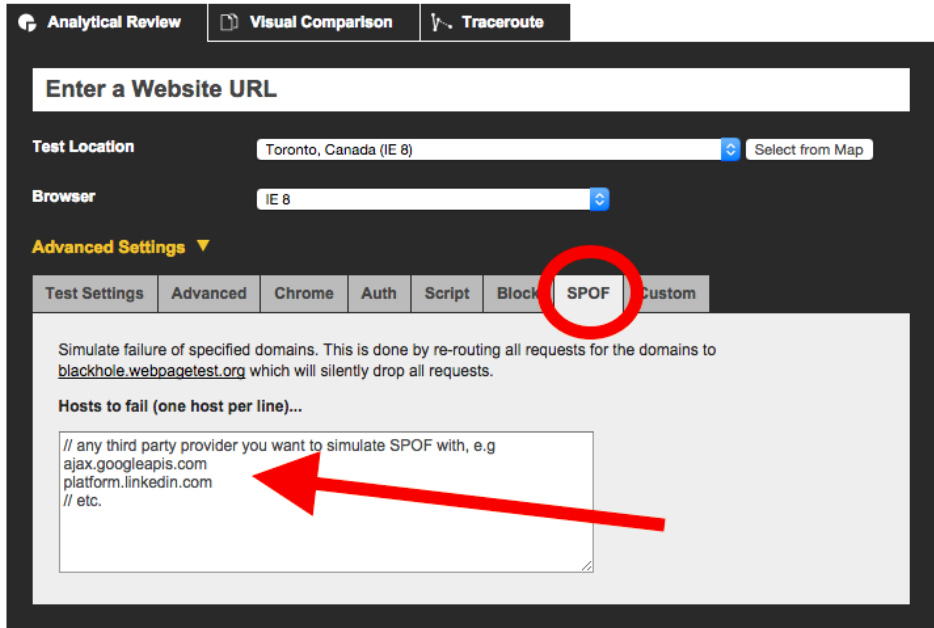 Analytical Review
Visual Comparison
Traceroute
Enter a Website URL
Test Location
Toronto, Canada (IE 8)
Select from Map
Browser
IE 8
Advanced Settings ▼
Test Settings
Advanced
Chrome
Auth
Script
Block
SPOF
Custom
Simulate failure of specified domains. This is done by re-routing all requests for the domains to
blackhole.webpagetest.org which will silently drop all requests.
Hosts to fail (one host per line)...
// any third party provider you want to simulate SPOF with, e.g
ajax.googleapis.com
platform.linkedin.com
// etc.